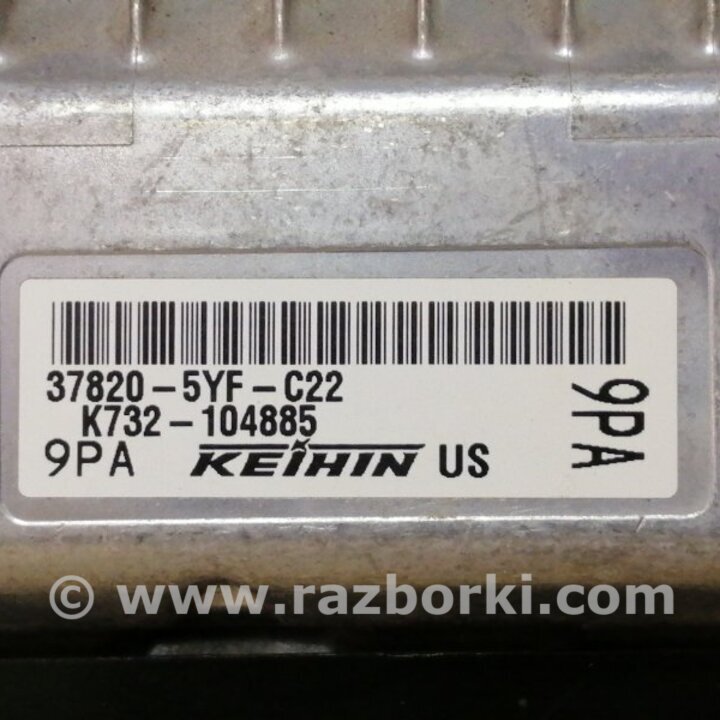 37820-5YF-C22
K732-104885
9PA KEIHIN US
9PA
© www.razborki.com